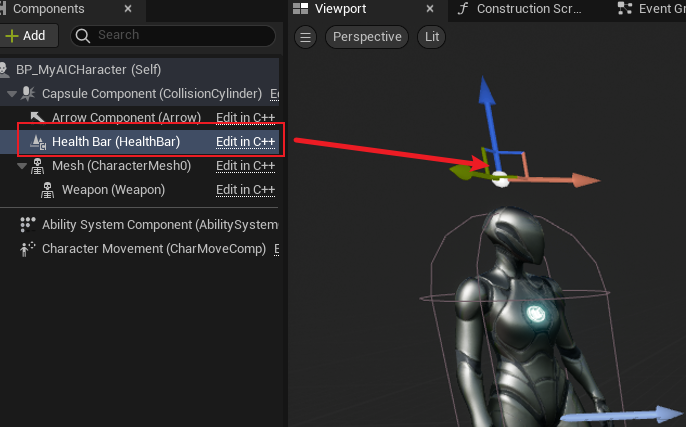 Components
Viewport
Construction Scr...
Event Gr
Add
Search
Perspective
Lit
BP_MyAICHaracter (Self)
Capsule Component (CollisionCylinder)
Arrow Component (Arrow) Edit in C++
Health Bar (HealthBar) Edit in C++
Mesh (CharacterMesh0) Edit in C++
Weapon (Weapon) Edit in C++
Ability System Component (AbilitySystem
Character Movement (CharMoveComp)